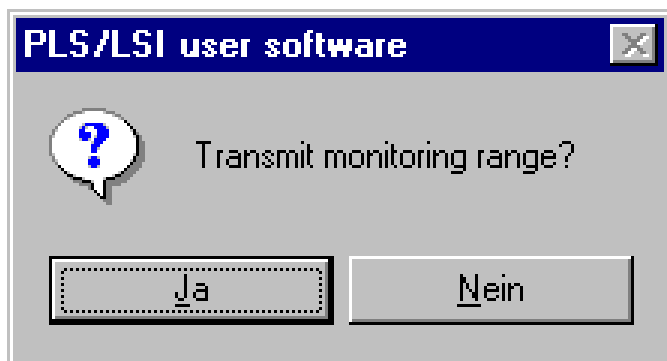 PLS/LSI user software
?
Transmit monitoring range?
Ja
Nein